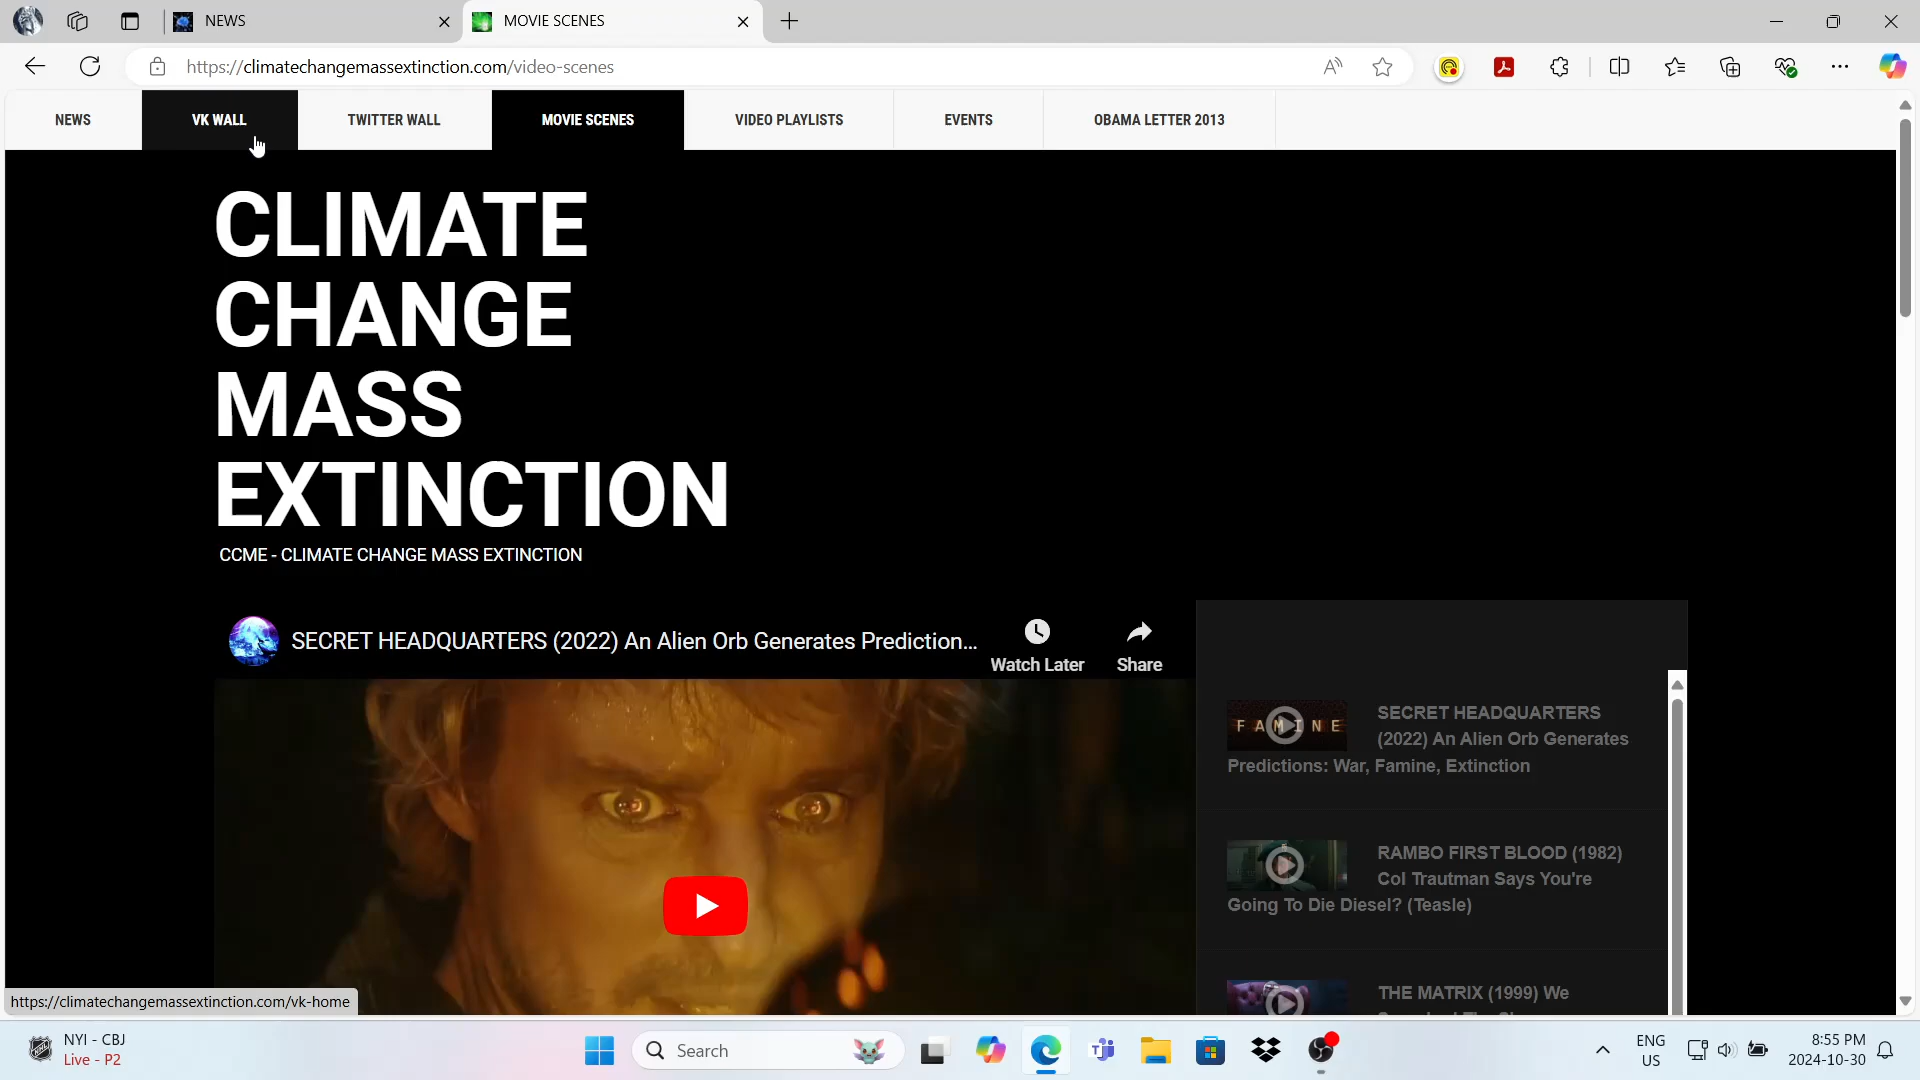 NEWS
MOVIE SCENES
https://climatechangemassextinction.com/video-scenes
NEWS
VK WALL
TWITTER WALL
MOVIE SCENES
VIDEO PLAYLISTS
EVENTS
OBAMA LETTER 2013
CLIMATE
CHANGE
MASS
EXTINCTION
CCME - CLIMATE CHANGE MASS EXTINCTION
SECRET HEADQUARTERS (2022) An Alien Orb Generates Prediction...
Watch Later
Share
FAMINE
SECRET HEADQUARTERS
(2022) An Alien Orb Generates
Predictions: War, Famine, Extinction
RAMBO FIRST BLOOD (1982)
Col Trautman Says You're
Going To Die Diesel? (Teasle)
THE MATRIX (1999) We
https://climatechangemassextinction.com/vk-home
NYI - CBJ
Live - P2
Search
ENG
US
8:55 PM
2024-10-30